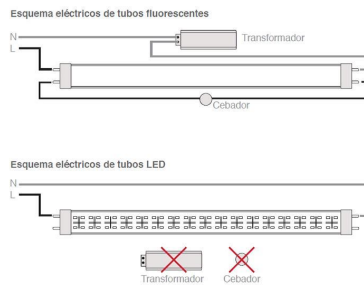 Esquema eléctricos de tubos fluorescentes
N
Transformador
L
Cebador
Esquema eléctricos de tubos LED
N
L
Transformador Cebador